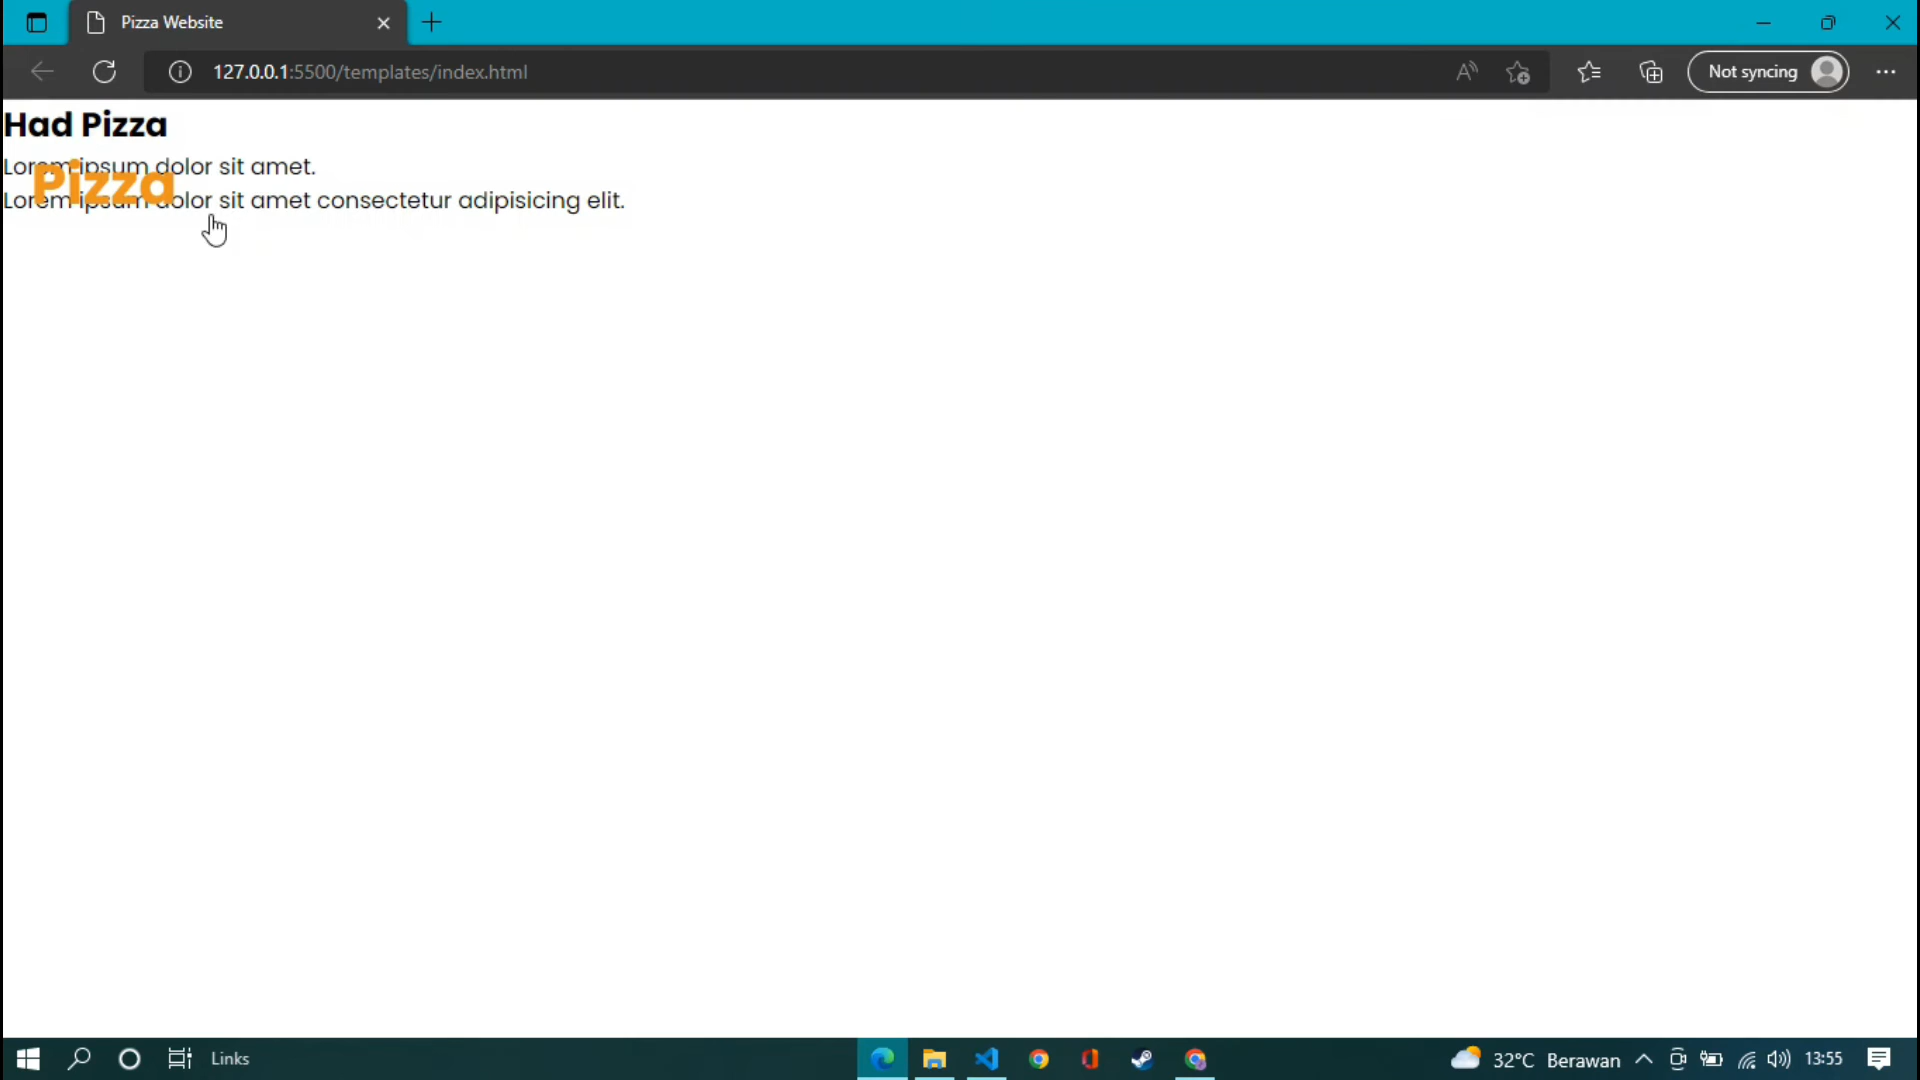 Pizza Website
127.0.0.1:5500/templates/index.html
Not syncing
Had Pizza
Lorem ipsum dolor sit amet.
Pizza
Lorem ipsum dolor sit amet consectetur adipisicing elit.
Links
32°C Berawan
13:55